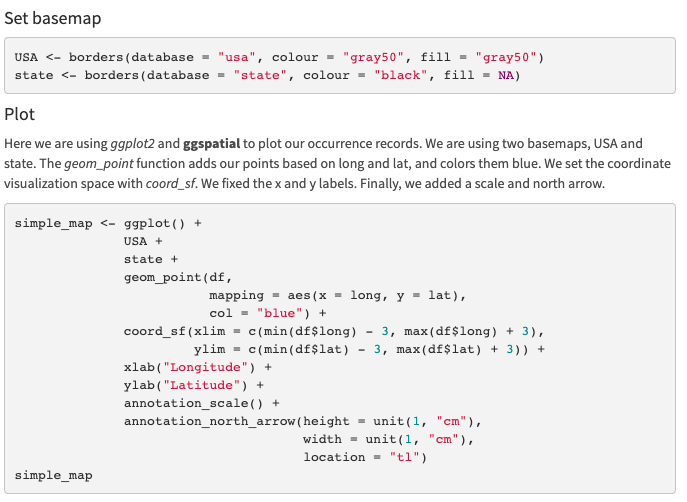 Set basemap
USA <- borders(database = "usa", colour = "gray50", fill = "gray50")
state <- borders(database = "state", colour = "black", fill = NA)
Plot
Here we are using ggplot2 and ggspatial to plot our occurrence records. We are using two basemaps, USA and
state. The geom_point function adds our points based on long and lat, and colors them blue. We set the coordinate
visualization space with coord_sf. We fixed the x and y labels. Finally, we added a scale and north arrow.
simple_map <- ggplot() +
              USA +
              state +
              geom_point(df,
                         mapping = aes(x = long, y = lat),
                         col = "blue") +
              coord_sf(xlim = c(min(df$long) - 3, max(df$long) + 3),
                       ylim = c(min(df$lat) - 3, max(df$lat) + 3)) +
              xlab("Longitude") +
              ylab("Latitude") +
              annotation_scale() +
              annotation_north_arrow(height = unit(1, "cm"),
                                     width = unit(1, "cm"),
                                     location = "tl")
simple_map